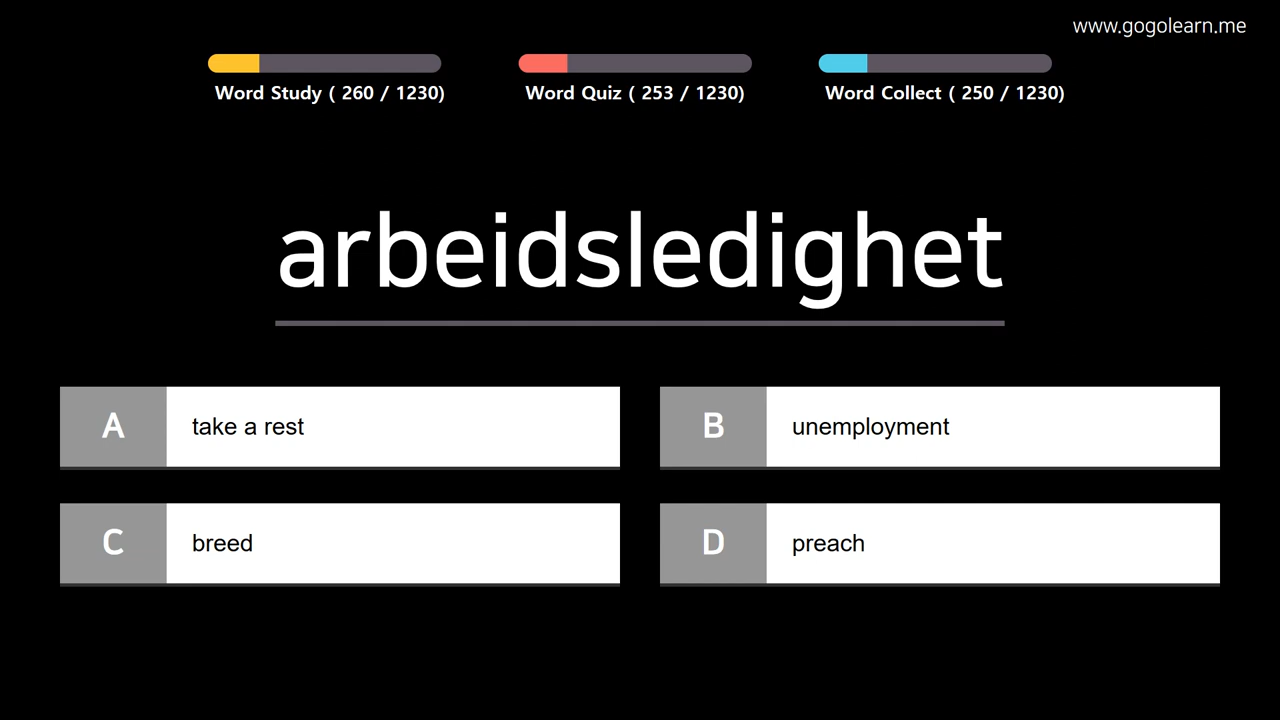 www.gogolearn.me
Word Study ( 260 / 1230)
Word Quiz ( 253 / 1230)
Word Collect ( 250 / 1230)
arbeidsledighet
A take a rest
B unemployment
C breed
D preach